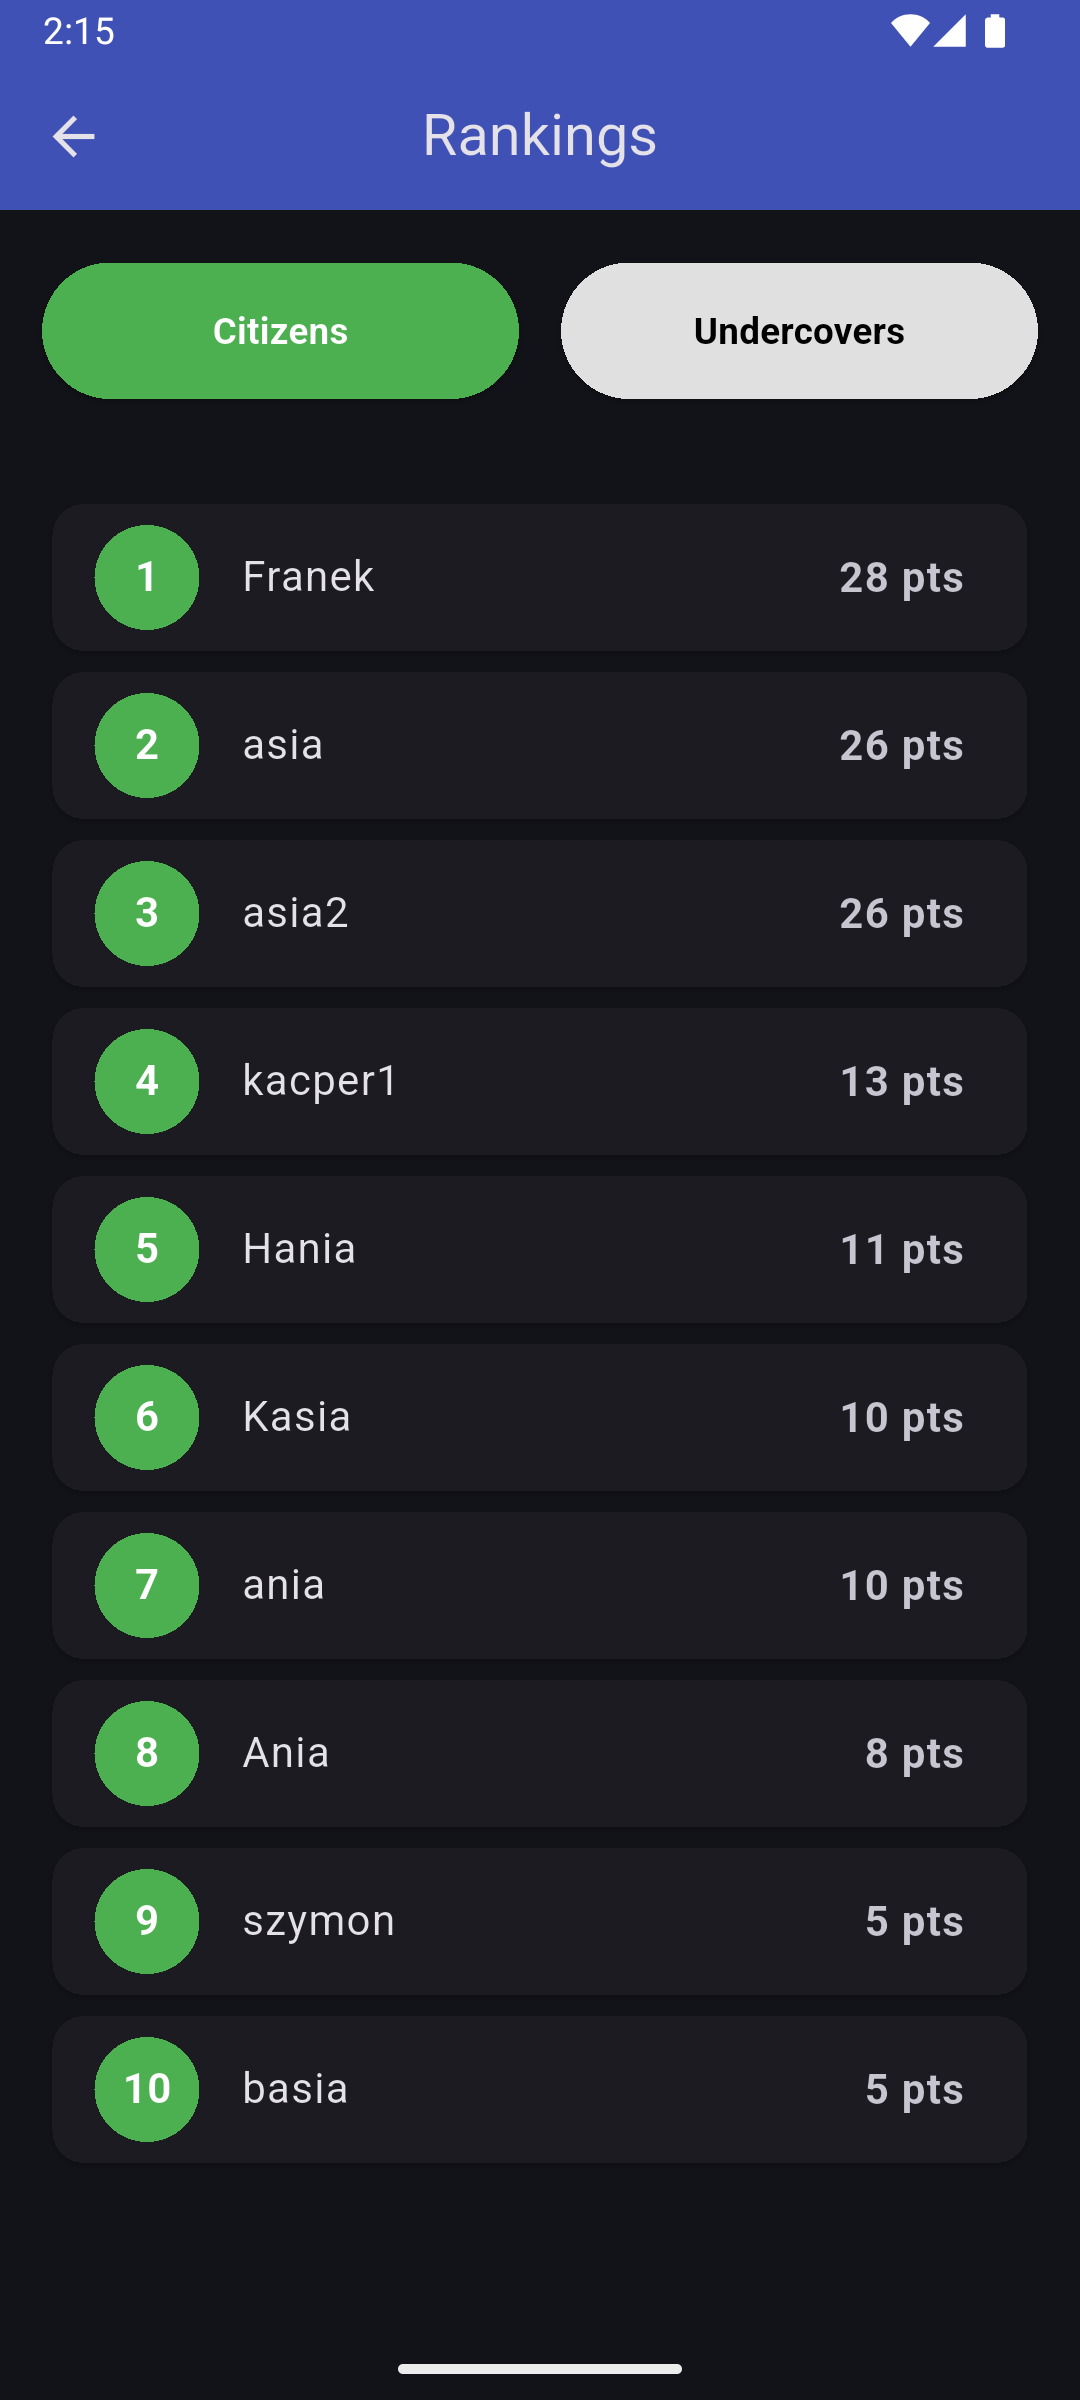 2:15
Rankings
Citizens Undercovers
1 Franek 28 pts
2 asia 26 pts
3 asia2 26 pts
4 kacper1 13 pts
5 Hania 11 pts
6 Kasia 10 pts
7 ania 10 pts
8 Ania 8 pts
9 szymon 5 pts
10 basia 5 pts